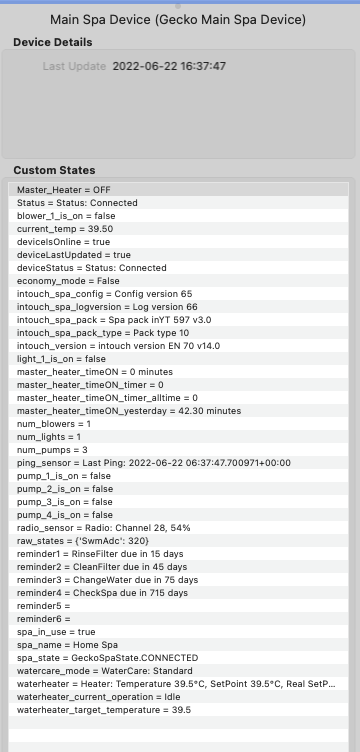 Main Spa Device (Gecko Main Spa Device)
Device Details
Last Update 2022-06-22 16:37:47
Custom States
Master_Heater = OFF
Status = Status: Connected
blower_1_is_on = false
current_temp = 39.50
deviceIsOnline = true
deviceLastUpdated = true
deviceStatus = Status: Connected
economy_mode = False
intouch_spa_config = Config version 65
intouch_spa_logversion = Log version 66
intouch_spa_pack = Spa pack inYT 597 v3.0
intouch_spa_pack_type = Pack type 10
intouch_version = intouch version EN 70 v14.0
light_1_is_on = false
master_heater_timeON = 0 minutes
master_heater_timeON_timer = 0
master_heater_timeON_timer_alltime = 0
master_heater_timeON_yesterday = 42.30 minutes
num_blowers = 1
num_lights = 1
num_pumps = 3
ping_sensor = Last Ping: 2022-06-22 06:37:47.700971+00:00
pump_1_is_on = false
pump_2_is_on = false
pump_3_is_on = false
pump_4_is_on = false
radio_sensor = Radio: Channel 28, 54%
raw_states = {'SwmAdc': 320}
reminder1 = RinseFilter due in 15 days
reminder2 = CleanFilter due in 45 days
reminder3 = ChangeWater due in 75 days
reminder4 = CheckSpa due in 715 days
reminder5 =
reminder6 =
spa_in_use = true
spa_name = Home Spa
spa_state = GeckoSpaState.CONNECTED
watercare_mode = WaterCare: Standard
waterheater = Heater: Temperature 39.5°C, SetPoint 39.5°C, Real SetP...
waterheater_current_operation = Idle
waterheater_target_temperature = 39.5